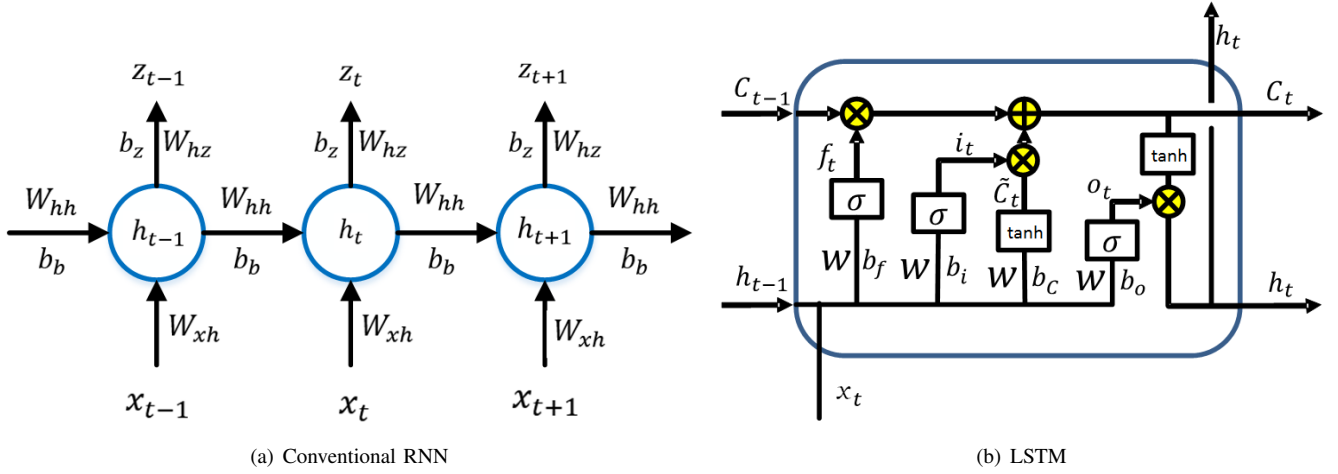 z_{t-1} z_t z_{t+1}
b_z W_{hz} b_z W_{hz} b_z W_{hz}
W_{hh} W_{hh} W_{hh} W_{hh}
h_{t-1} h_t h_{t+1}
b_b b_b b_b b_b
W_{xh} W_{xh} W_{xh}
x_{t-1} x_t x_{t+1}
(a) Conventional RNN
h_t
C_{t-1} C_t
f_t i_t tanh
σ σ C̃_t o_t
tanh σ
W b_f W b_i W b_C W b_o
h_{t-1} h_t
x_t
(b) LSTM